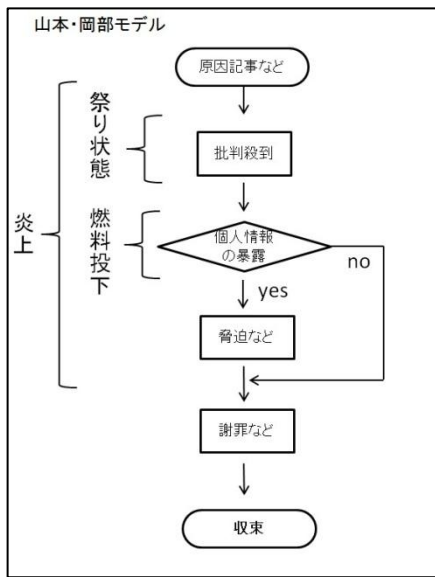 山本・岡部モデル
原因記事など
祭り状態
批判殺到
炎上
燃料投下
個人情報
の暴露
no
yes
脅迫など
謝罪など
収束